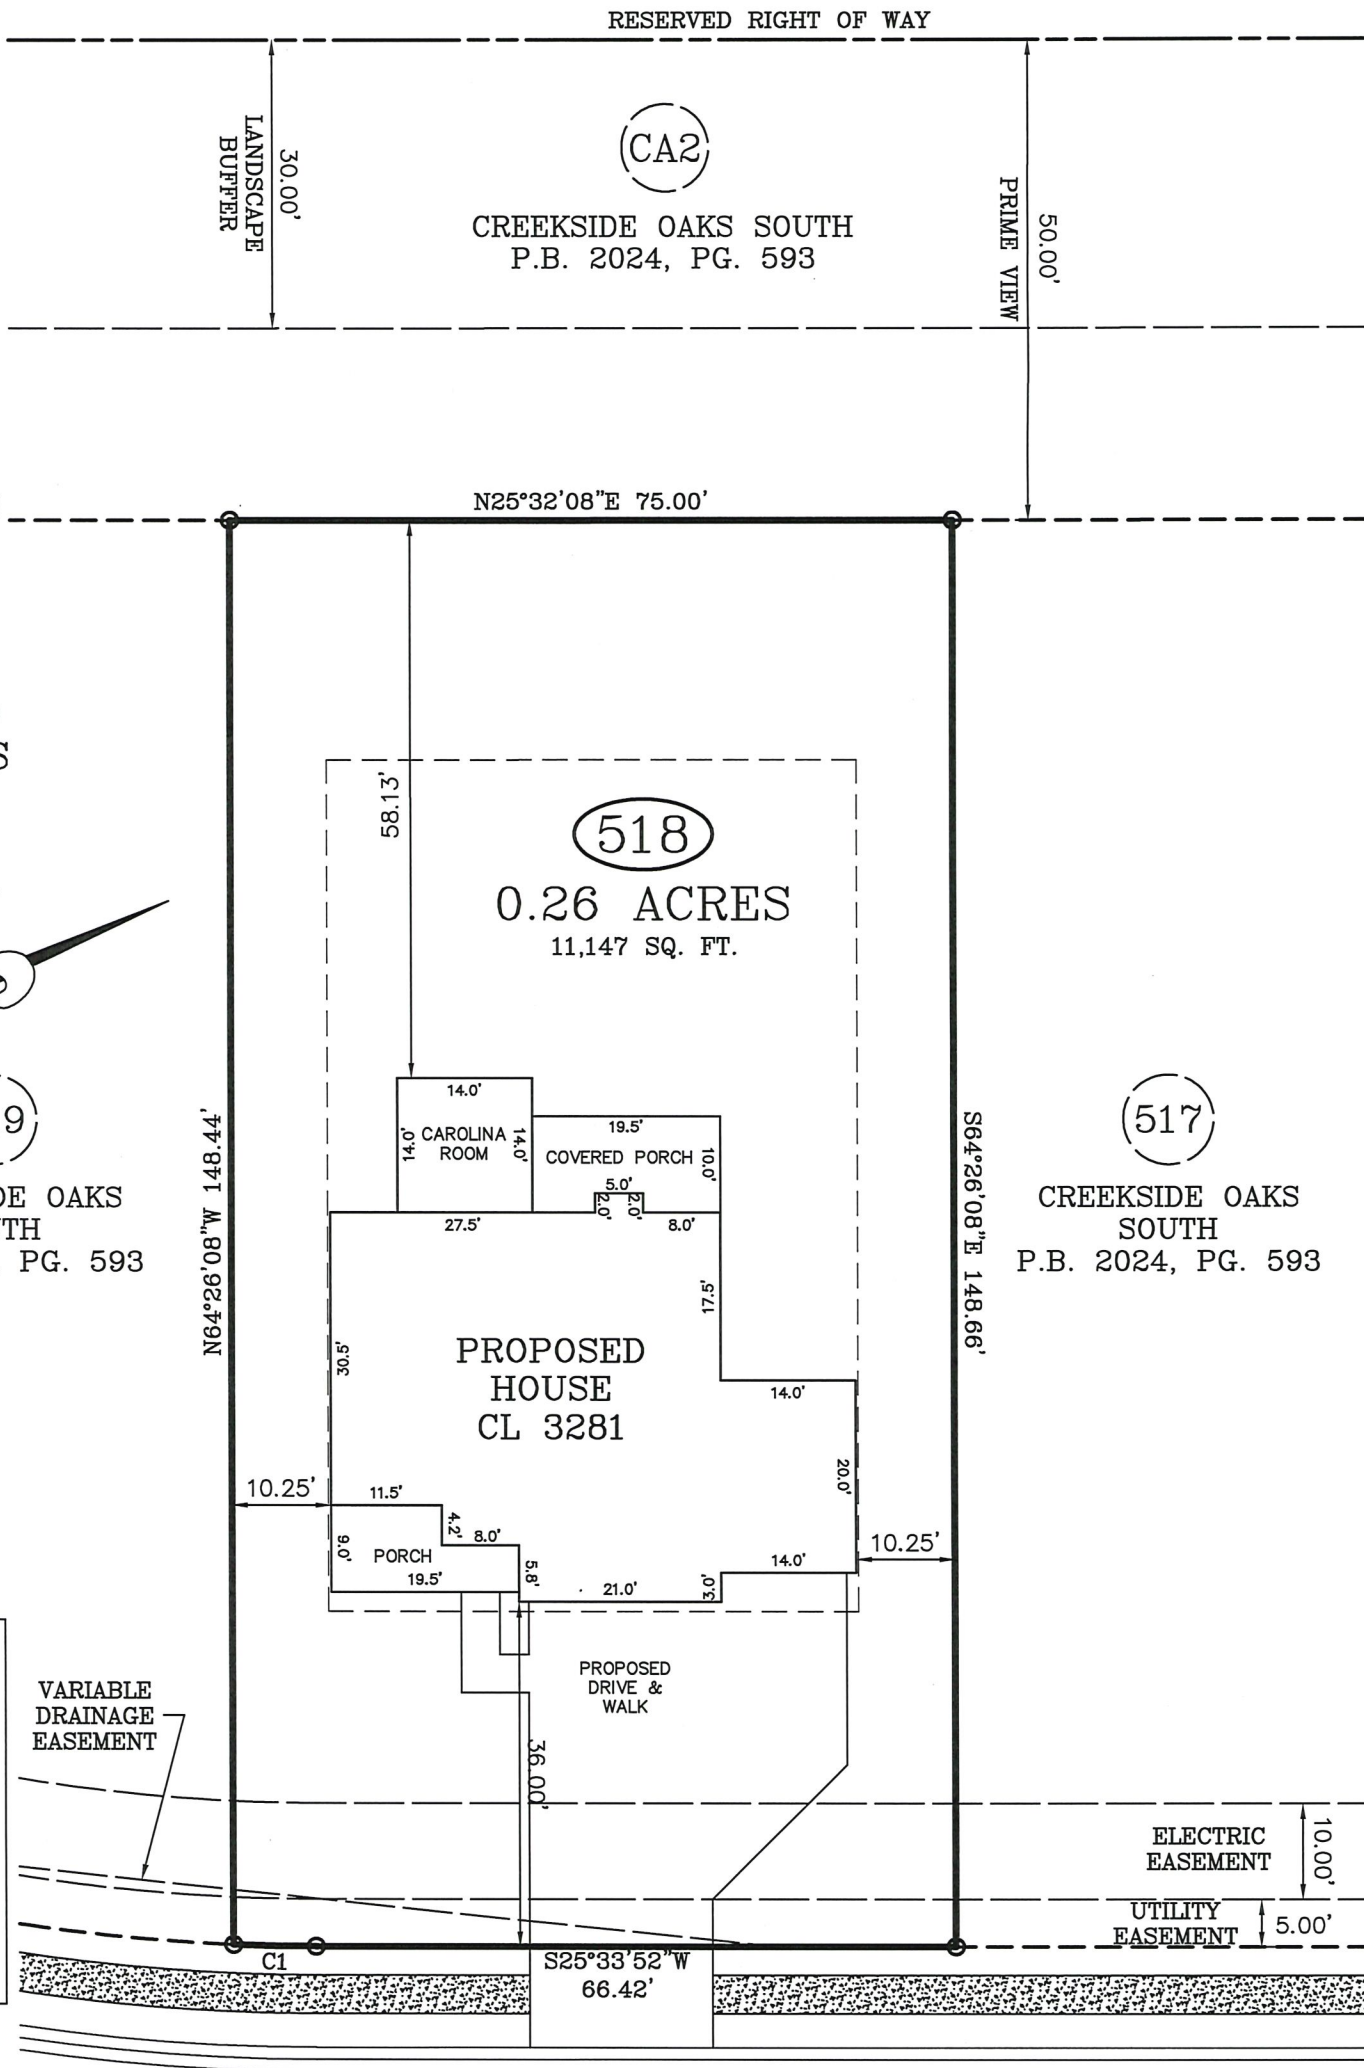 RESERVED RIGHT OF WAY
30.00'
LANDSCAPE
BUFFER
CA2
CREEKSIDE OAKS SOUTH
P.B. 2024, PG. 593
50.00'
PRIME VIEW
N25°32'08"E 75.00'
S
58.13'
518
0.26 ACRES
11,147 SQ. FT.
14.0'
14.0'
CAROLINA
ROOM
14.0'
19.5'
COVERED PORCH
10.0'
5.0'
2.0'
2.0'
27.5'
8.0'
17.5'
N64°26'08"W 148.44'
S64°26'08"E 148.66'
9
DE OAKS
TH
PG. 593
517
CREEKSIDE OAKS
SOUTH
P.B. 2024, PG. 593
30.5'
PROPOSED
HOUSE
CL 3281
14.0'
20.0'
10.25'
11.5'
4.2'
8.0'
9.0'
PORCH
19.5'
5.8'
21.0'
3.0'
14.0'
10.25'
PROPOSED
DRIVE &
WALK
36.00'
VARIABLE
DRAINAGE
EASEMENT
ELECTRIC
EASEMENT
10.00'
UTILITY
EASEMENT
5.00'
C1
S25°33'52"W
66.42'